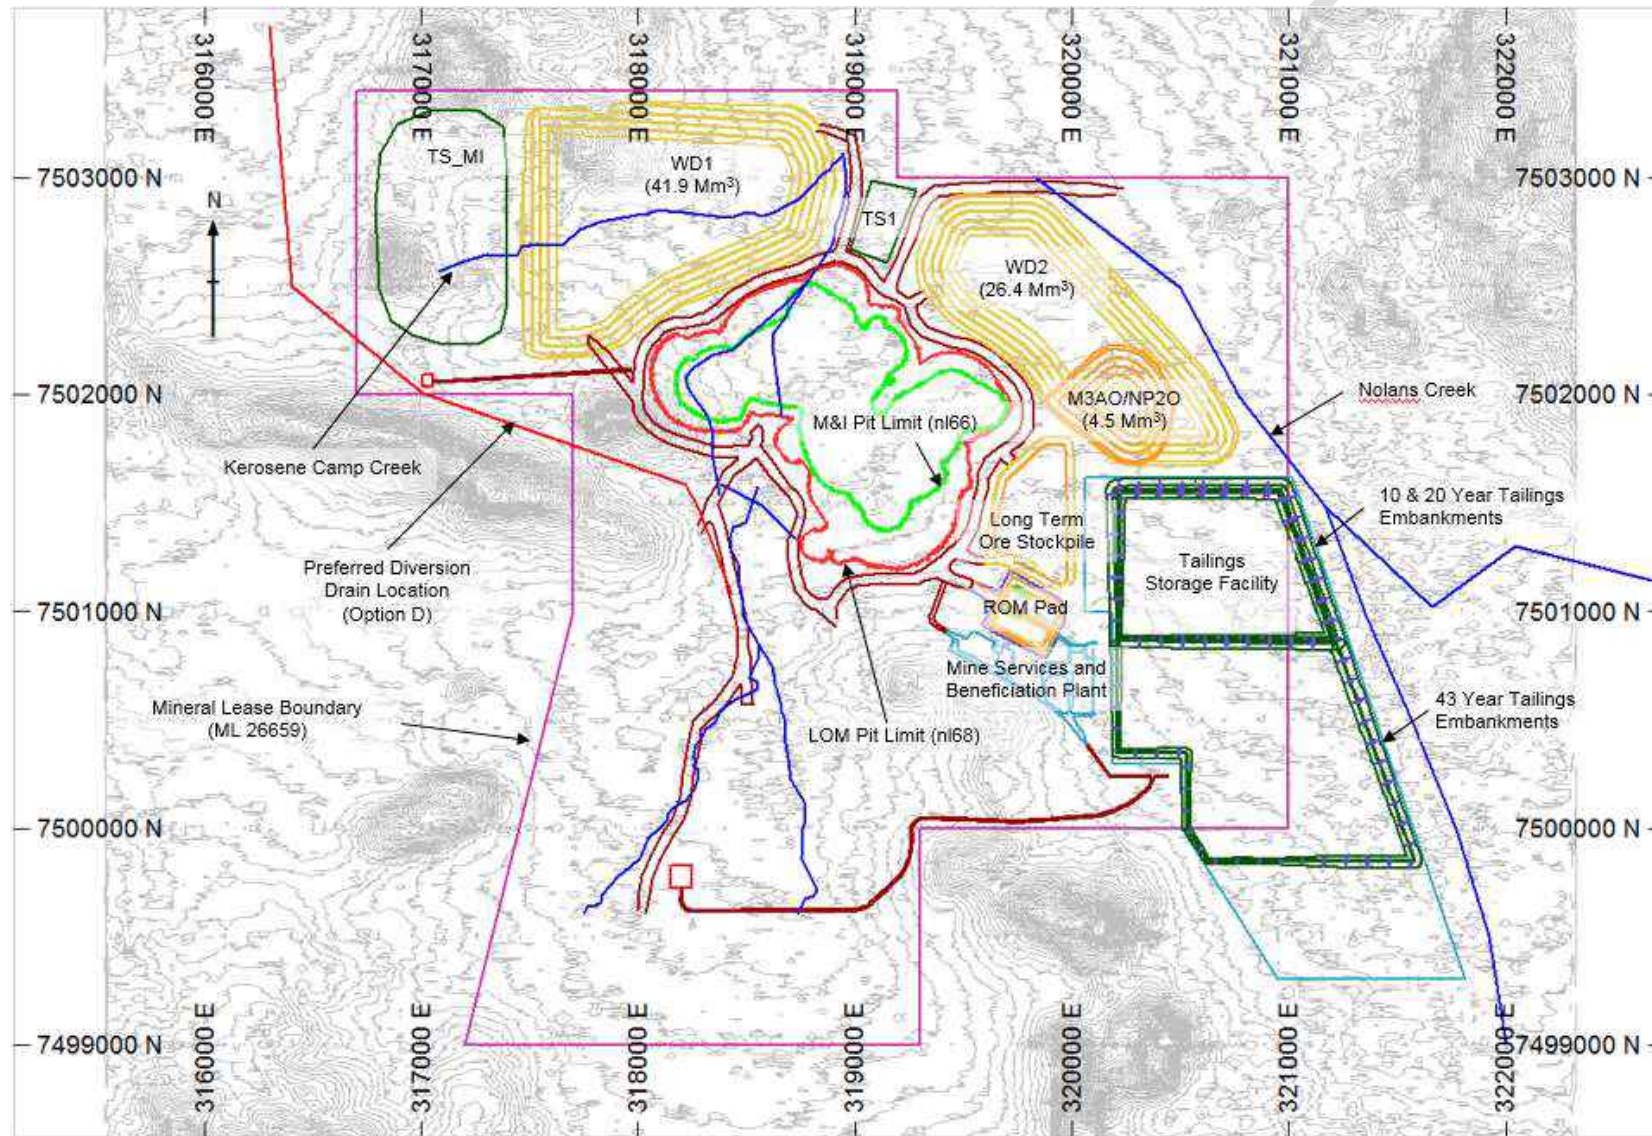 316000 E
317000 E
318000 E
319000 E
320000 E
321000 E
322000 E
7503000 N
7503000 N
N
TS_MI
WD1
(41.9 Mm³)
TS1
WD2
(26.4 Mm³)
7502000 N
7502000 N
M3AO/NP2O
(4.5 Mm³)
Nolans Creek
M&I Pit Limit (nl66)
Kerosene Camp Creek
10 & 20 Year Tailings
Embankments
Long Term
Ore Stockpile
Tailings
Storage Facility
Preferred Diversion
Drain Location
(Option D)
7501000 N
7501000 N
ROM Pad
Mine Services and
Beneficiation Plant
Mineral Lease Boundary
(ML 26659)
43 Year Tailings
Embankments
LOM Pit Limit (nl68)
7500000 N
7500000 N
7499000 N
7499000 N
316000 E
317000 E
318000 E
319000 E
320000 E
321000 E
322000 E